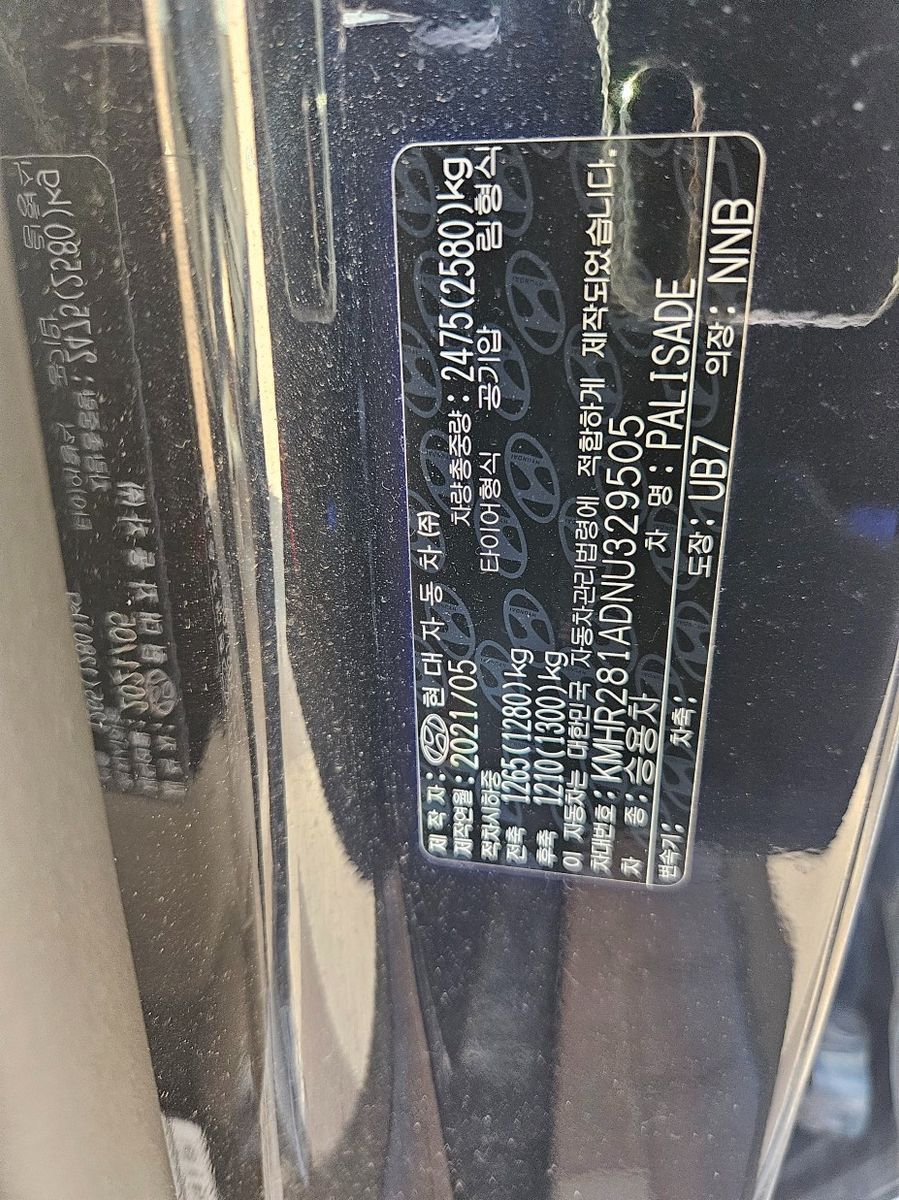 제 작 자 : 현 대 자 동 차 (주)
제작연월 : 2021/05 차량총중량 : 2475(2580)kg
적차시하중 타이어형식 공기압 림형식
전축 1265(1280)kg
후축 1210(1300)kg
이 자동차는 대한민국 자동차관리법령에 적합하게 제작되었습니다.
차대번호 : KMHR281ADNU329505
차 종 : 승용차 차 명 : PALISADE
변속기 : 차축 : 도장 : UB7 의장 : NNB